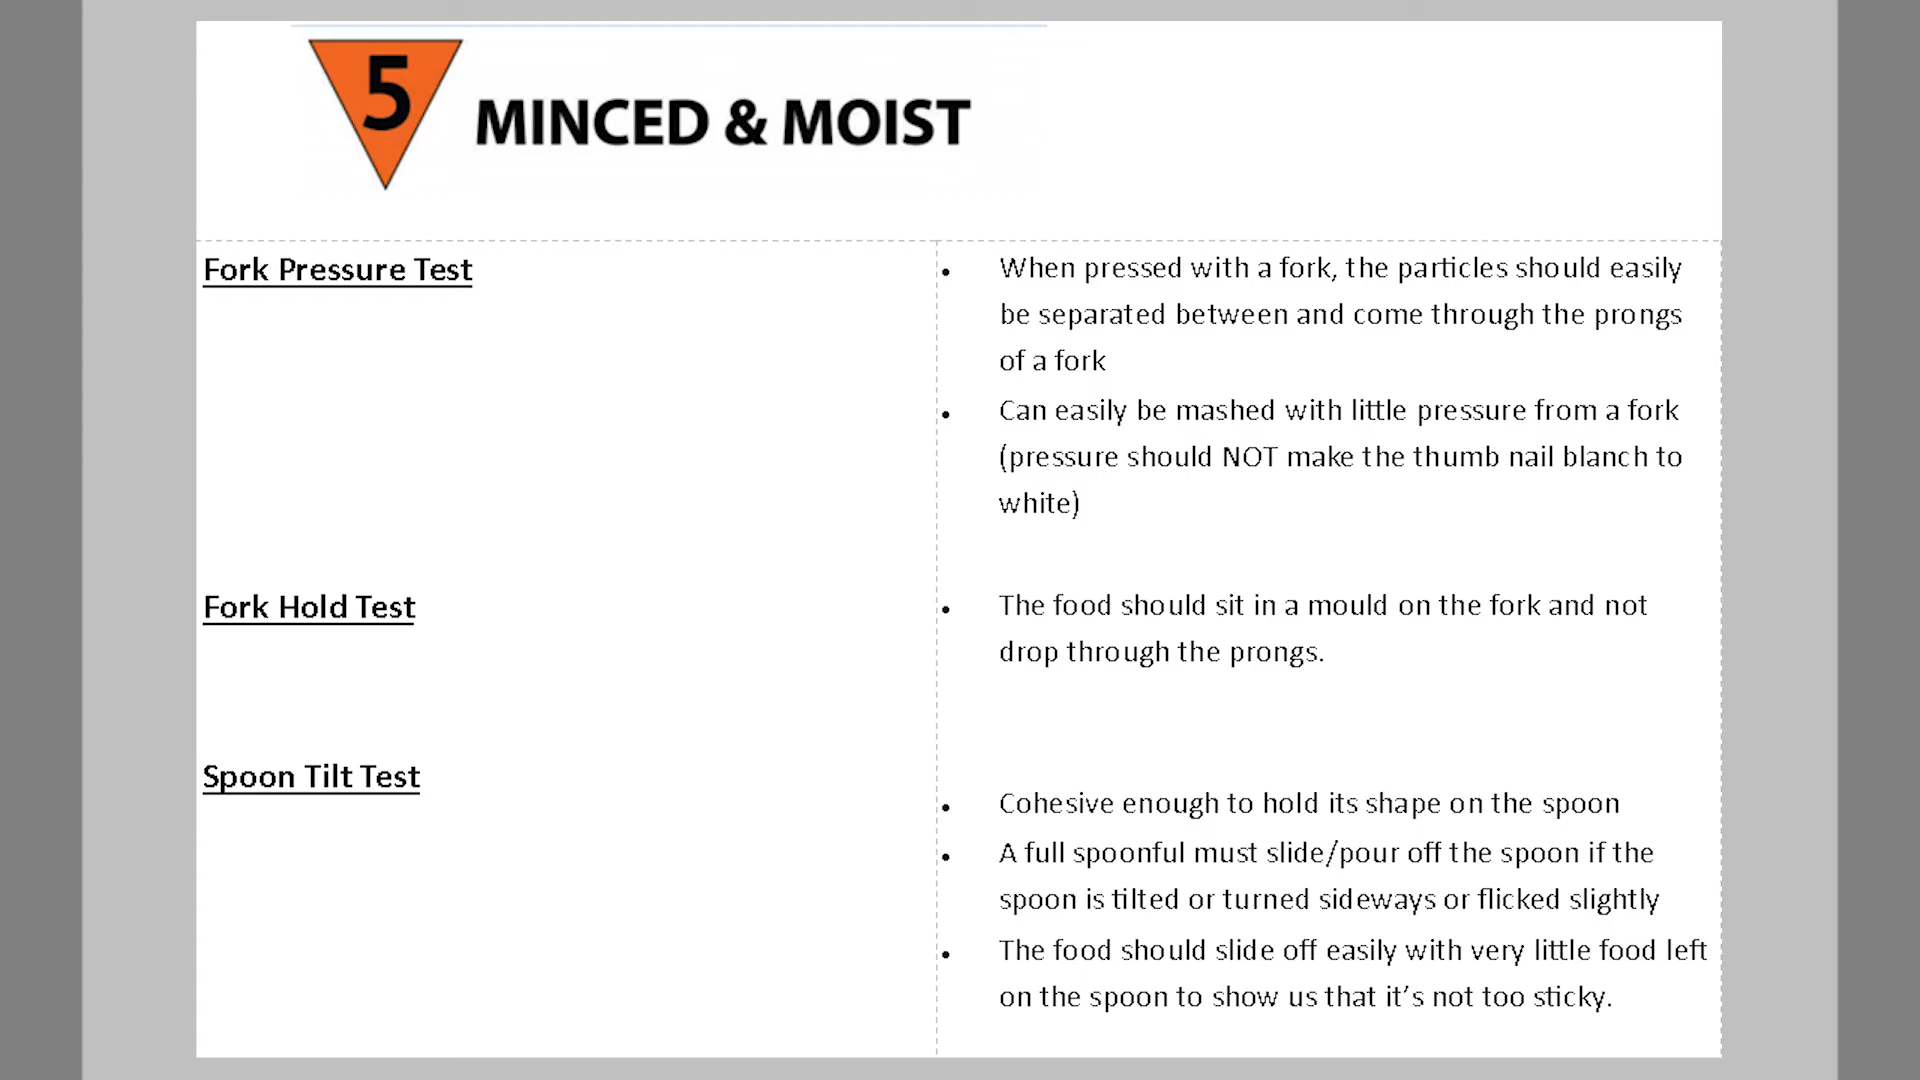 5
MINCED & MOIST
Fork Pressure Test
• When pressed with a fork, the particles should easily
be separated between and come through the prongs
of a fork
• Can easily be mashed with little pressure from a fork
(pressure should NOT make the thumb nail blanch to
white)
Fork Hold Test
• The food should sit in a mould on the fork and not
drop through the prongs.
Spoon Tilt Test
• Cohesive enough to hold its shape on the spoon
• A full spoonful must slide/pour off the spoon if the
spoon is tilted or turned sideways or flicked slightly
• The food should slide off easily with very little food left
on the spoon to show us that it’s not too sticky.